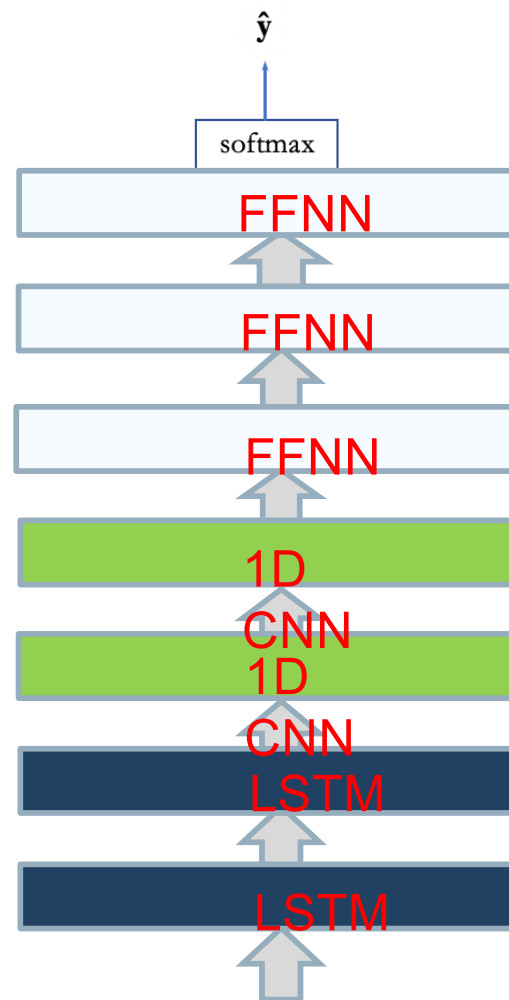 ŷ
softmax
FFNN
FFNN
FFNN
1D
CNN
1D
CNN
LSTM
LSTM